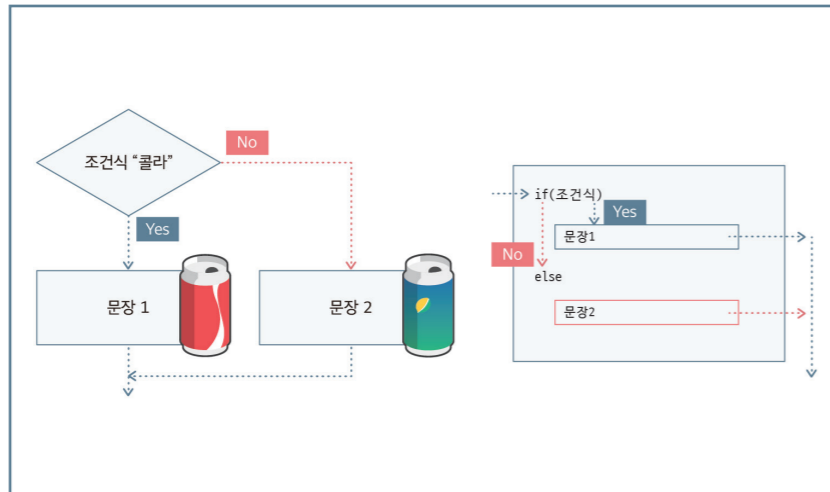 조건식 “콜라”
No
Yes
문장 1
문장 2
if(조건식)
Yes
문장1
No
else
문장2